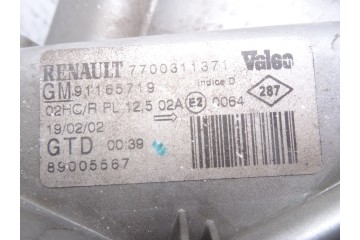 RENAULT 7700311371 Valeo
GM 91165719 Indice D
02HC/R PL 12,5 02A E2 0064
287
19/02/02
GTD 00:39
89005567